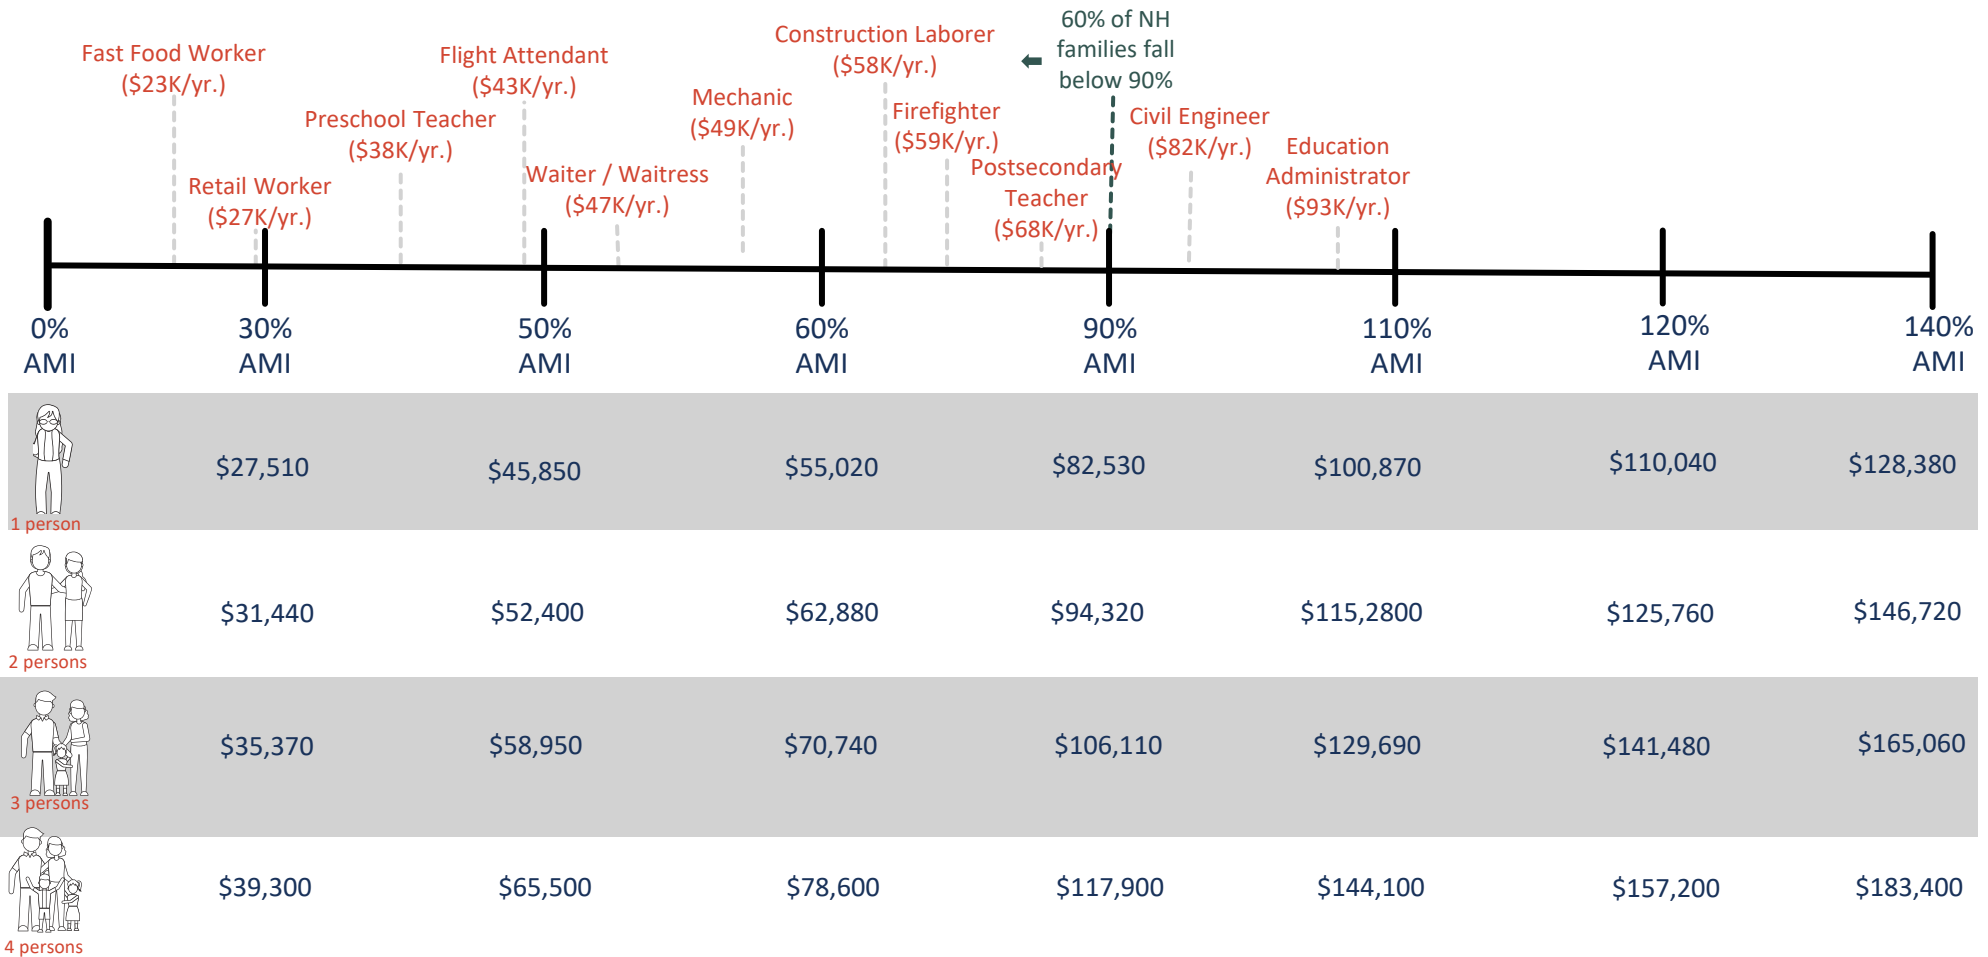 Fast Food Worker
($23K/yr.)
Retail Worker
($27K/yr.)
Preschool Teacher
($38K/yr.)
Flight Attendant
($43K/yr.)
Waiter / Waitress
($47K/yr.)
Mechanic
($49K/yr.)
Construction Laborer
($58K/yr.)
Firefighter
($59K/yr.)
Postsecondary
Teacher
($68K/yr.)
60% of NH
families fall
below 90%
Civil Engineer
($82K/yr.)
Education
Administrator
($93K/yr.)
0%
AMI
30%
AMI
50%
AMI
60%
AMI
90%
AMI
110%
AMI
120%
AMI
140%
AMI
1 person
$27,510
$45,850
$55,020
$82,530
$100,870
$110,040
$128,380
2 persons
$31,440
$52,400
$62,880
$94,320
$115,2800
$125,760
$146,720
3 persons
$35,370
$58,950
$70,740
$106,110
$129,690
$141,480
$165,060
4 persons
$39,300
$65,500
$78,600
$117,900
$144,100
$157,200
$183,400